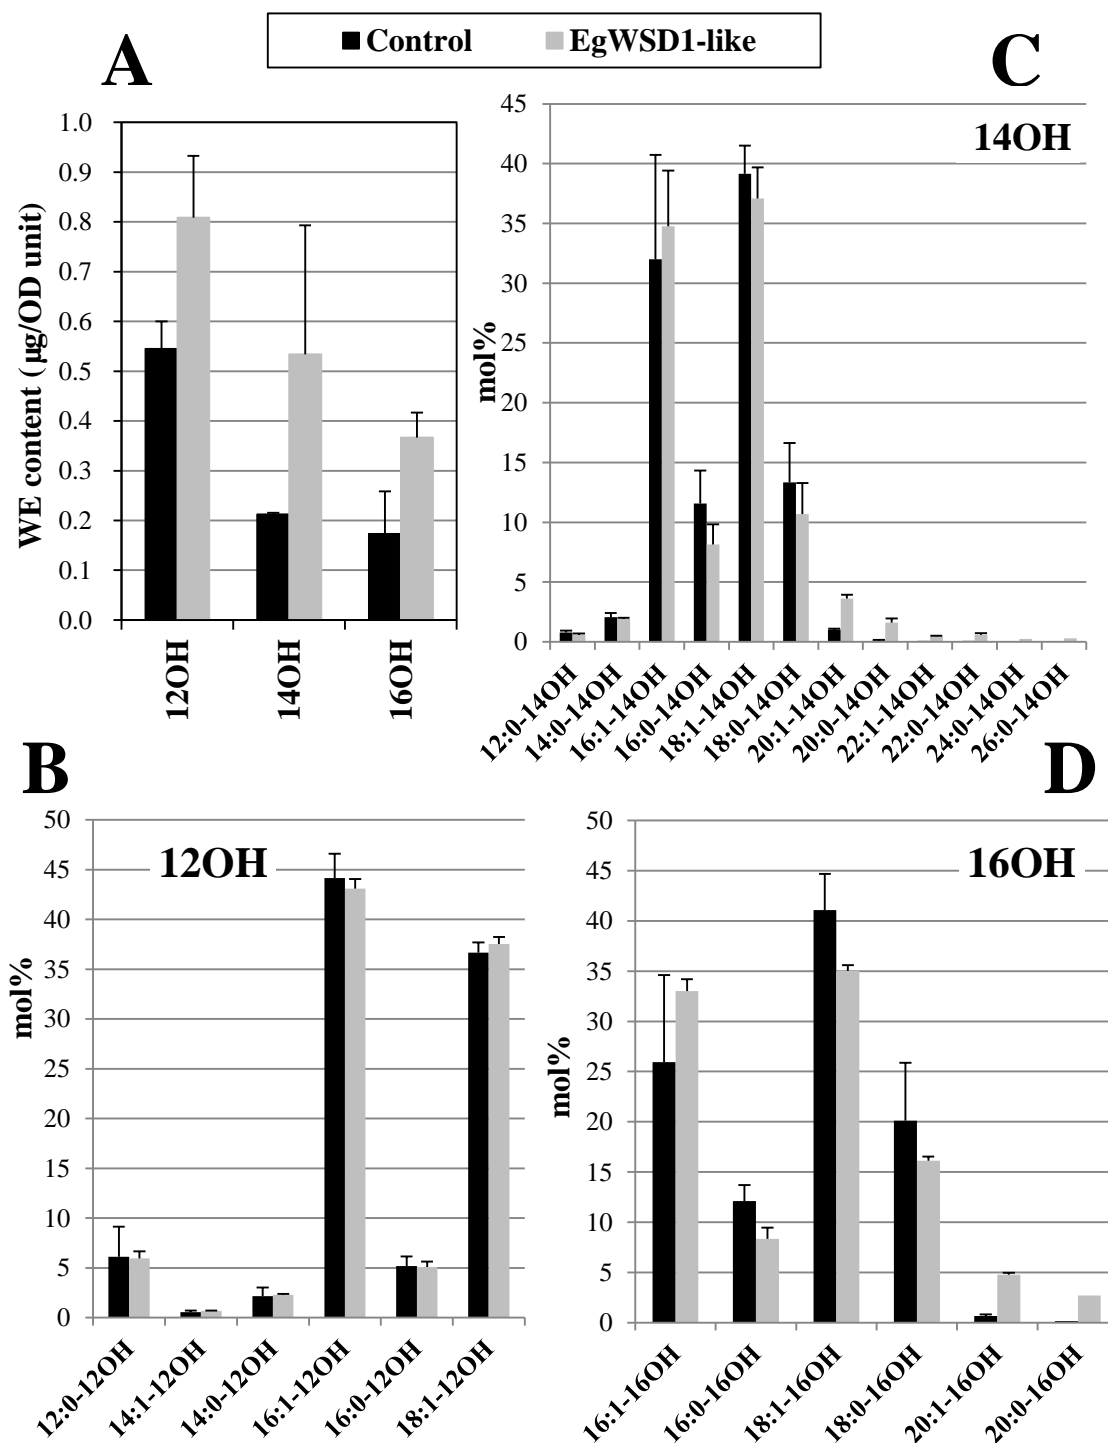 Control EgWSD1-like
A
WE content (µg/OD unit)
1.0
0.9
0.8
0.7
0.6
0.5
0.4
0.3
0.2
0.1
0.0
12OH
14OH
16OH
C
14OH
mol%
45
40
35
30
25
20
15
10
5
0
12:0-14OH
14:0-14OH
16:1-14OH
16:0-14OH
18:1-14OH
18:0-14OH
20:1-14OH
20:0-14OH
22:1-14OH
22:0-14OH
24:0-14OH
26:0-14OH
B
12OH
mol%
50
45
40
35
30
25
20
15
10
5
0
12:0-12OH
14:1-12OH
14:0-12OH
16:1-12OH
16:0-12OH
18:1-12OH
D
16OH
mol%
50
45
40
35
30
25
20
15
10
5
0
16:1-16OH
16:0-16OH
18:1-16OH
18:0-16OH
20:1-16OH
20:0-16OH